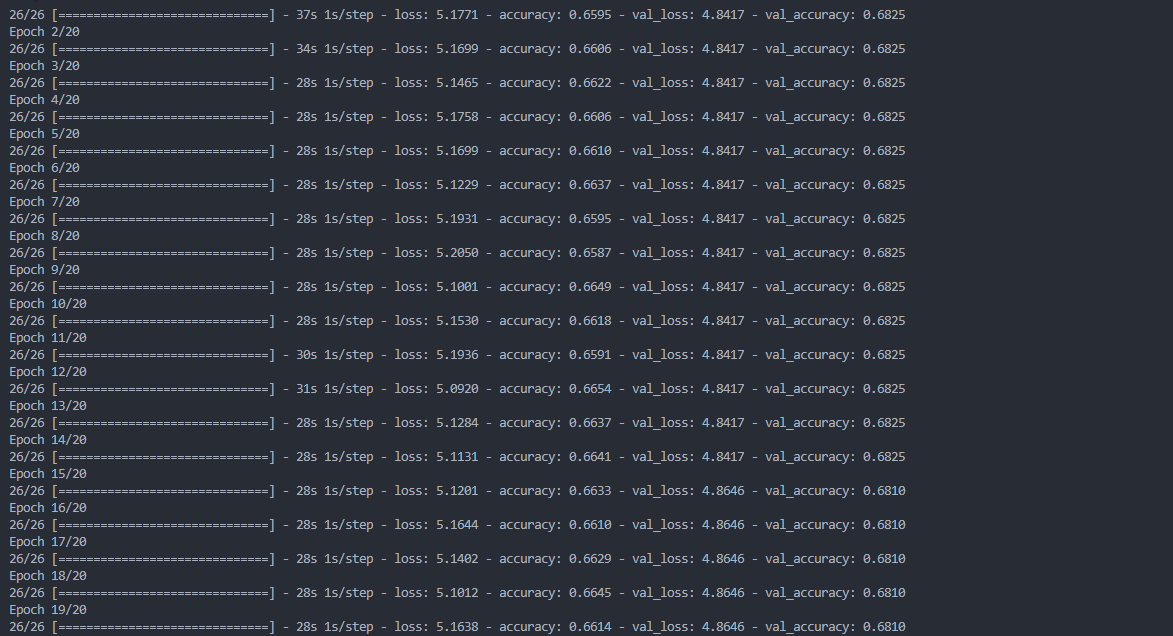 26/26 [==============================] - 37s 1s/step - loss: 5.1771 - accuracy: 0.6595 - val_loss: 4.8417 - val_accuracy: 0.6825
Epoch 2/20
26/26 [==============================] - 34s 1s/step - loss: 5.1699 - accuracy: 0.6606 - val_loss: 4.8417 - val_accuracy: 0.6825
Epoch 3/20
26/26 [==============================] - 28s 1s/step - loss: 5.1465 - accuracy: 0.6622 - val_loss: 4.8417 - val_accuracy: 0.6825
Epoch 4/20
26/26 [==============================] - 28s 1s/step - loss: 5.1758 - accuracy: 0.6606 - val_loss: 4.8417 - val_accuracy: 0.6825
Epoch 5/20
26/26 [==============================] - 28s 1s/step - loss: 5.1699 - accuracy: 0.6610 - val_loss: 4.8417 - val_accuracy: 0.6825
Epoch 6/20
26/26 [==============================] - 28s 1s/step - loss: 5.1229 - accuracy: 0.6637 - val_loss: 4.8417 - val_accuracy: 0.6825
Epoch 7/20
26/26 [==============================] - 28s 1s/step - loss: 5.1931 - accuracy: 0.6595 - val_loss: 4.8417 - val_accuracy: 0.6825
Epoch 8/20
26/26 [==============================] - 28s 1s/step - loss: 5.2050 - accuracy: 0.6587 - val_loss: 4.8417 - val_accuracy: 0.6825
Epoch 9/20
26/26 [==============================] - 28s 1s/step - loss: 5.1001 - accuracy: 0.6649 - val_loss: 4.8417 - val_accuracy: 0.6825
Epoch 10/20
26/26 [==============================] - 28s 1s/step - loss: 5.1530 - accuracy: 0.6618 - val_loss: 4.8417 - val_accuracy: 0.6825
Epoch 11/20
26/26 [==============================] - 30s 1s/step - loss: 5.1936 - accuracy: 0.6591 - val_loss: 4.8417 - val_accuracy: 0.6825
Epoch 12/20
26/26 [==============================] - 31s 1s/step - loss: 5.0920 - accuracy: 0.6654 - val_loss: 4.8417 - val_accuracy: 0.6825
Epoch 13/20
26/26 [==============================] - 28s 1s/step - loss: 5.1284 - accuracy: 0.6637 - val_loss: 4.8417 - val_accuracy: 0.6825
Epoch 14/20
26/26 [==============================] - 28s 1s/step - loss: 5.1131 - accuracy: 0.6641 - val_loss: 4.8417 - val_accuracy: 0.6825
Epoch 15/20
26/26 [==============================] - 28s 1s/step - loss: 5.1201 - accuracy: 0.6633 - val_loss: 4.8646 - val_accuracy: 0.6810
Epoch 16/20
26/26 [==============================] - 28s 1s/step - loss: 5.1644 - accuracy: 0.6610 - val_loss: 4.8646 - val_accuracy: 0.6810
Epoch 17/20
26/26 [==============================] - 28s 1s/step - loss: 5.1402 - accuracy: 0.6629 - val_loss: 4.8646 - val_accuracy: 0.6810
Epoch 18/20
26/26 [==============================] - 28s 1s/step - loss: 5.1012 - accuracy: 0.6645 - val_loss: 4.8646 - val_accuracy: 0.6810
Epoch 19/20
26/26 [==============================] - 28s 1s/step - loss: 5.1638 - accuracy: 0.6614 - val_loss: 4.8646 - val_accuracy: 0.6810